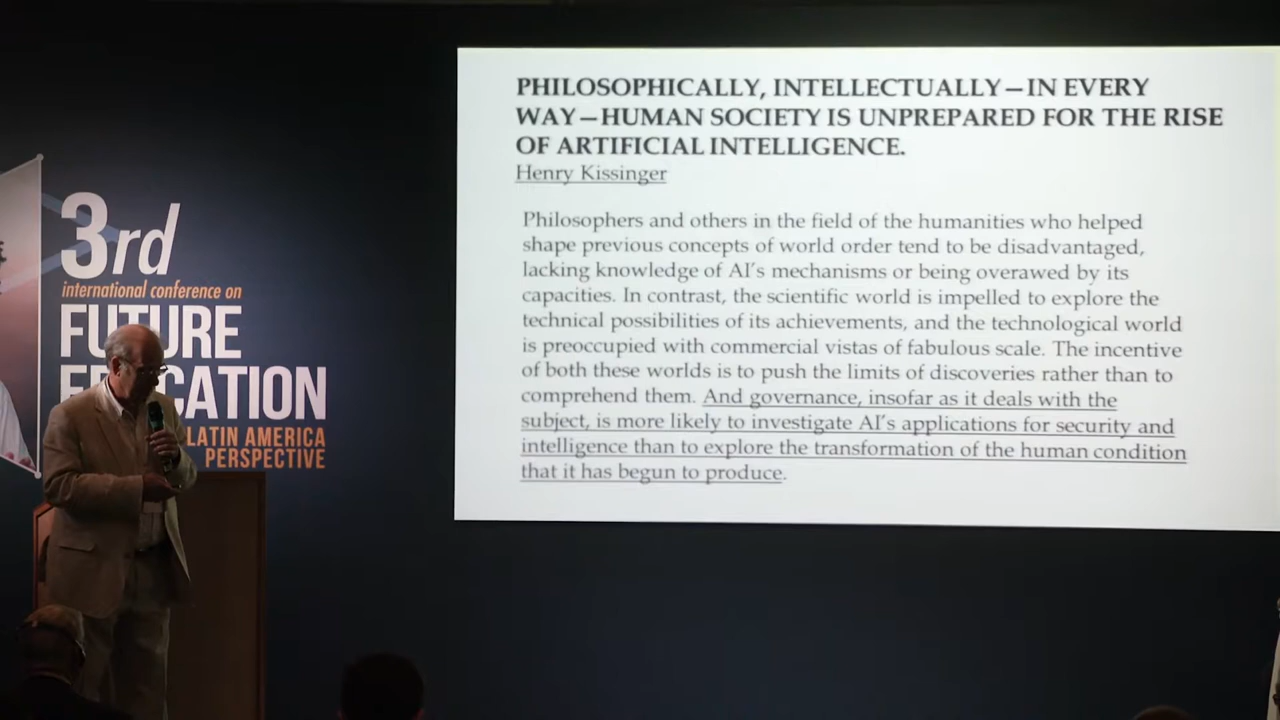 3rd
international conference on
FUTURE
EDUCATION
LATIN AMERICA
PERSPECTIVE
PHILOSOPHICALLY, INTELLECTUALLY—IN EVERY
WAY—HUMAN SOCIETY IS UNPREPARED FOR THE RISE
OF ARTIFICIAL INTELLIGENCE.
Henry Kissinger
Philosophers and others in the field of the humanities who helped
shape previous concepts of world order tend to be disadvantaged,
lacking knowledge of AI's mechanisms or being overawed by its
capacities. In contrast, the scientific world is impelled to explore the
technical possibilities of its achievements, and the technological world
is preoccupied with commercial vistas of fabulous scale. The incentive
of both these worlds is to push the limits of discoveries rather than to
comprehend them. And governance, insofar as it deals with the
subject, is more likely to investigate AI's applications for security and
intelligence than to explore the transformation of the human condition
that it has begun to produce.